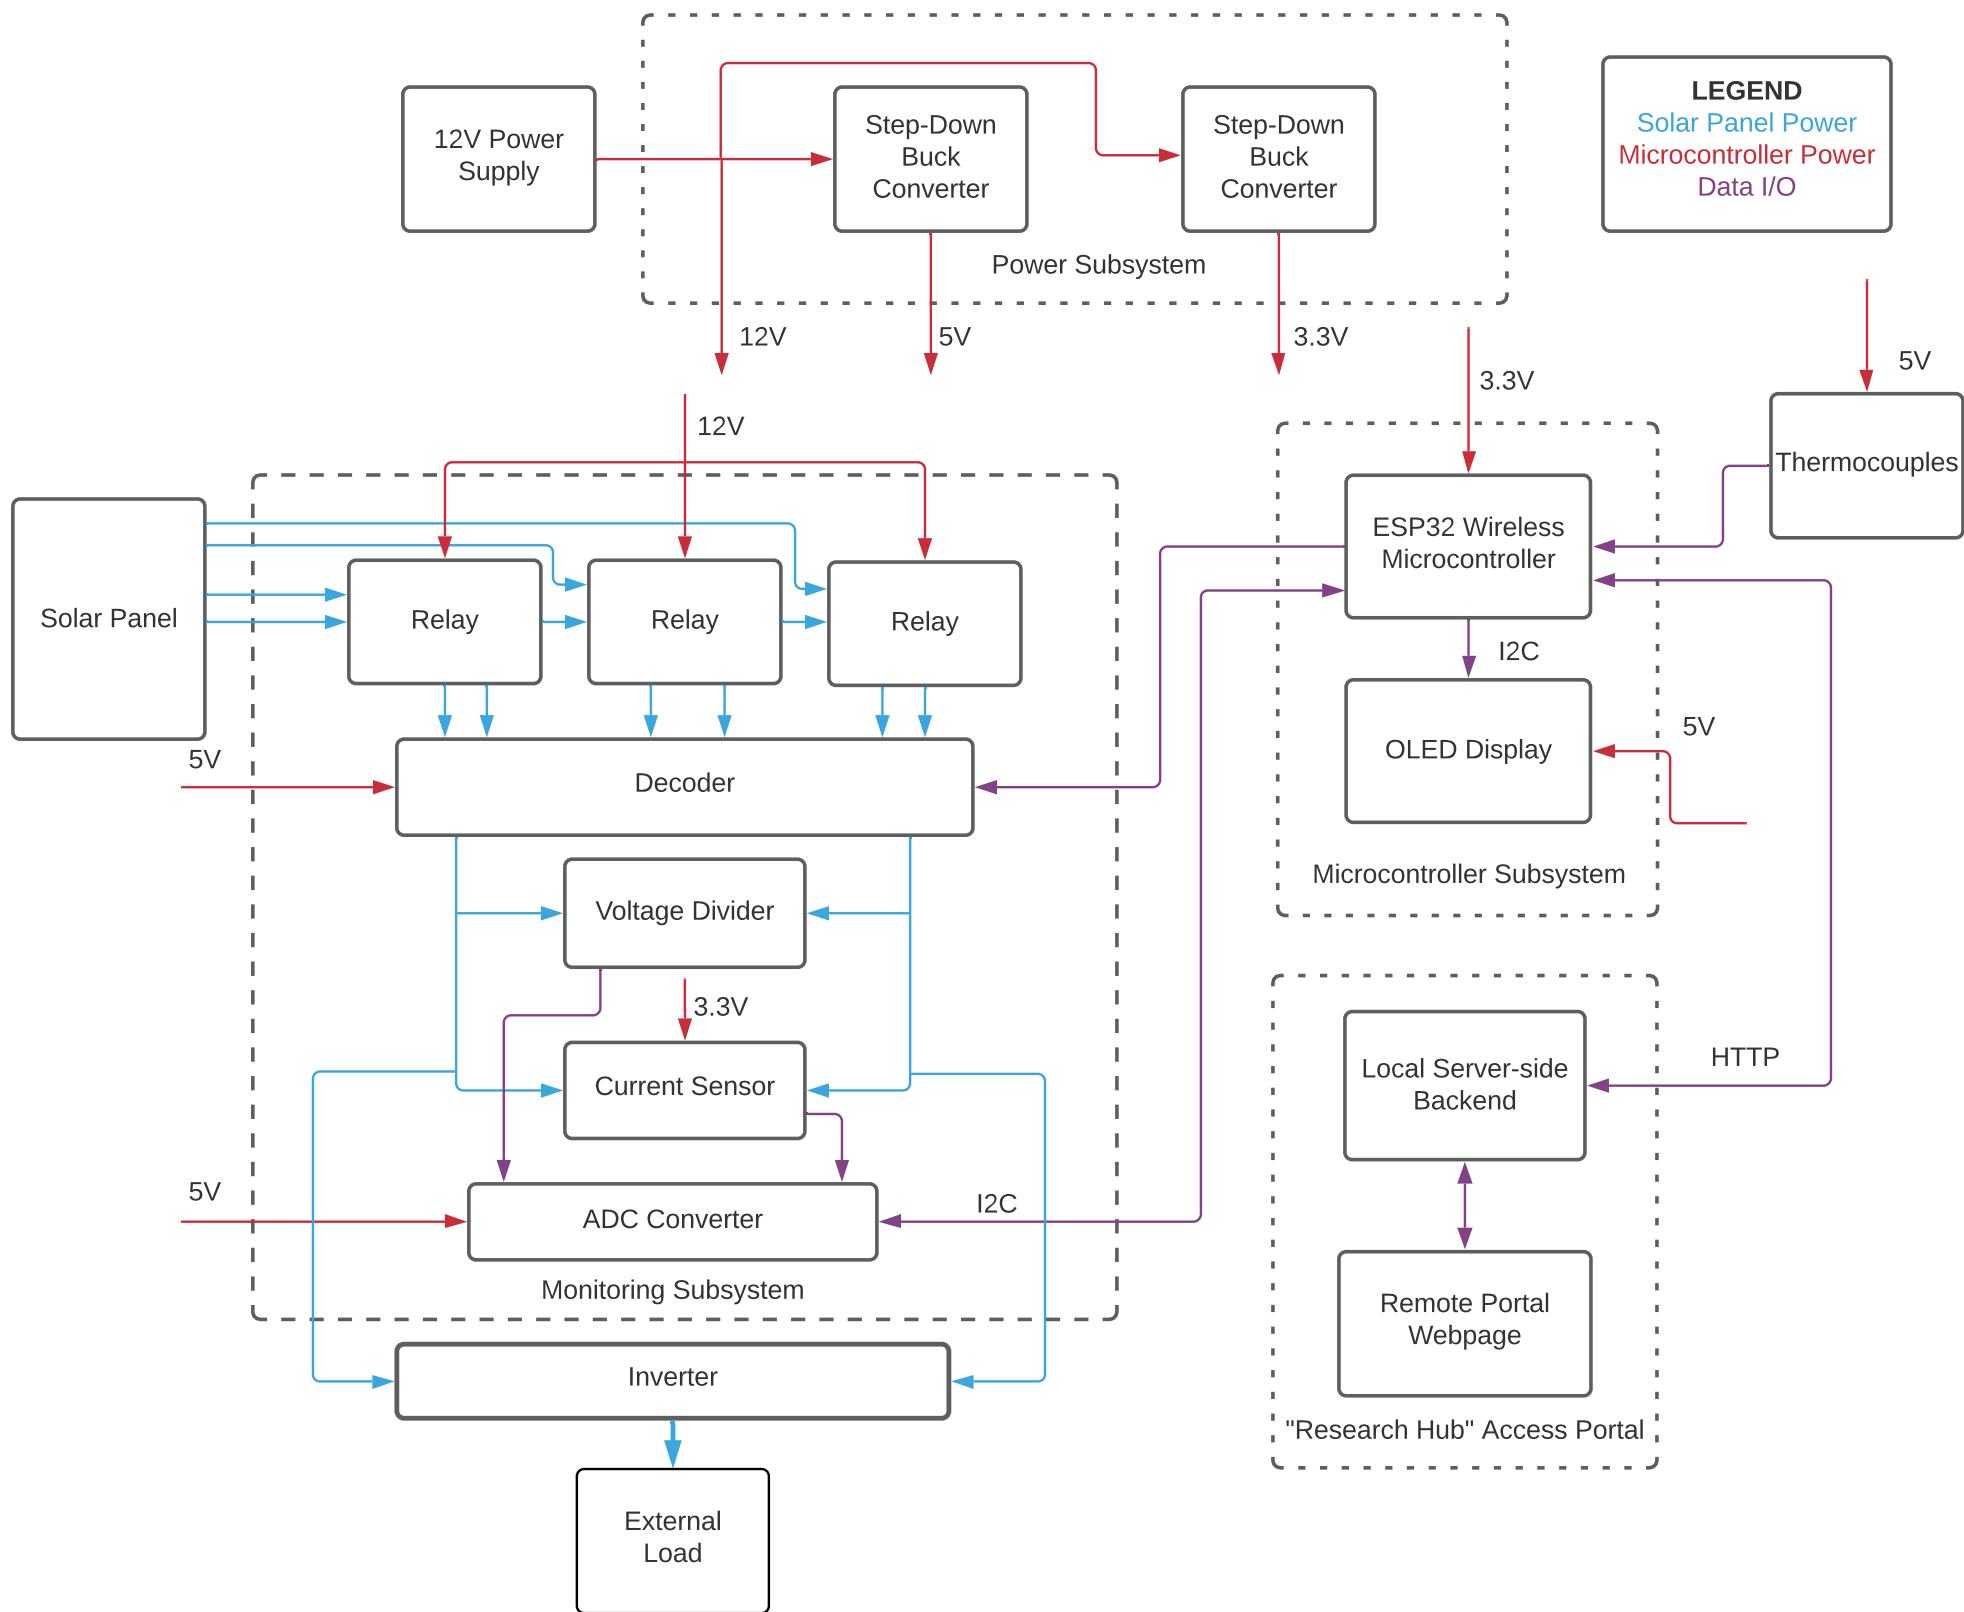 12V Power
Supply
Step-Down
Buck
Converter
Step-Down
Buck
Converter
Power Subsystem
LEGEND
Solar Panel Power
Microcontroller Power
Data I/O
12V
5V
3.3V
3.3V
5V
12V
Thermocouples
Solar Panel
Relay
Relay
Relay
ESP32 Wireless
Microcontroller
I2C
5V
OLED Display
5V
Decoder
Microcontroller Subsystem
Voltage Divider
3.3V
Current Sensor
Local Server-side
Backend
HTTP
5V
ADC Converter
I2C
Monitoring Subsystem
Remote Portal
Webpage
"Research Hub" Access Portal
Inverter
External
Load